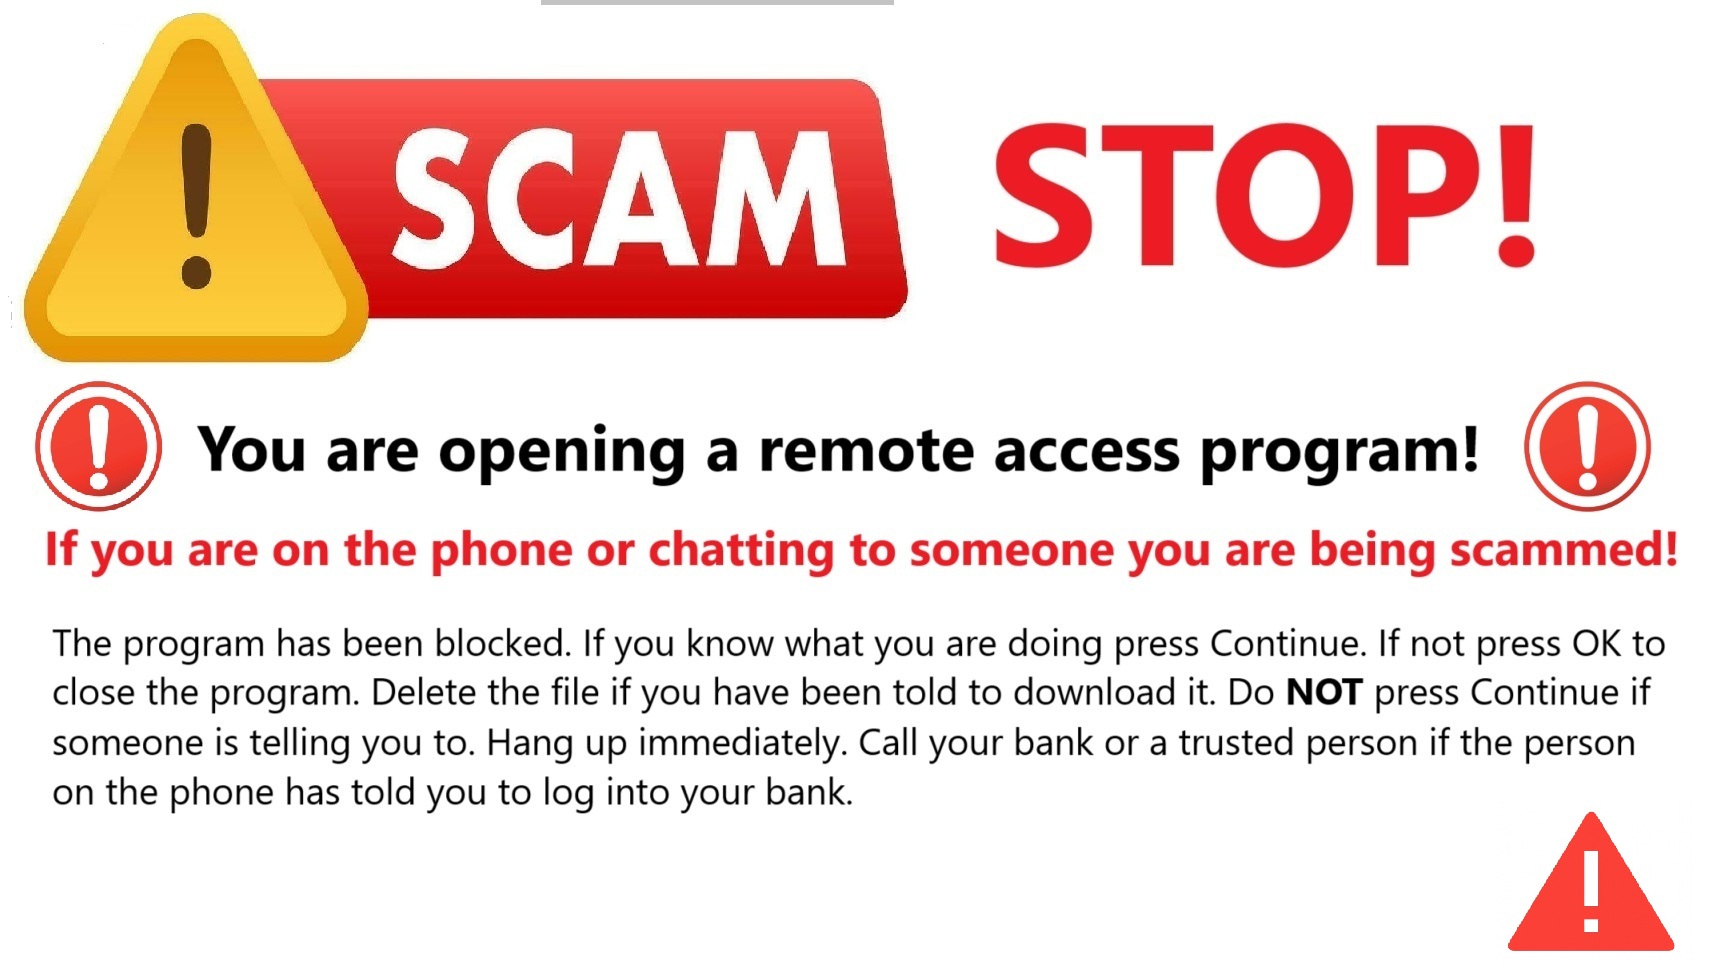 SCAM STOP!
You are opening a remote access program!
If you are on the phone or chatting to someone you are being scammed!
The program has been blocked. If you know what you are doing press Continue. If not press OK to
close the program. Delete the file if you have been told to download it. Do NOT press Continue if
someone is telling you to. Hang up immediately. Call your bank or a trusted person if the person
on the phone has told you to log into your bank.